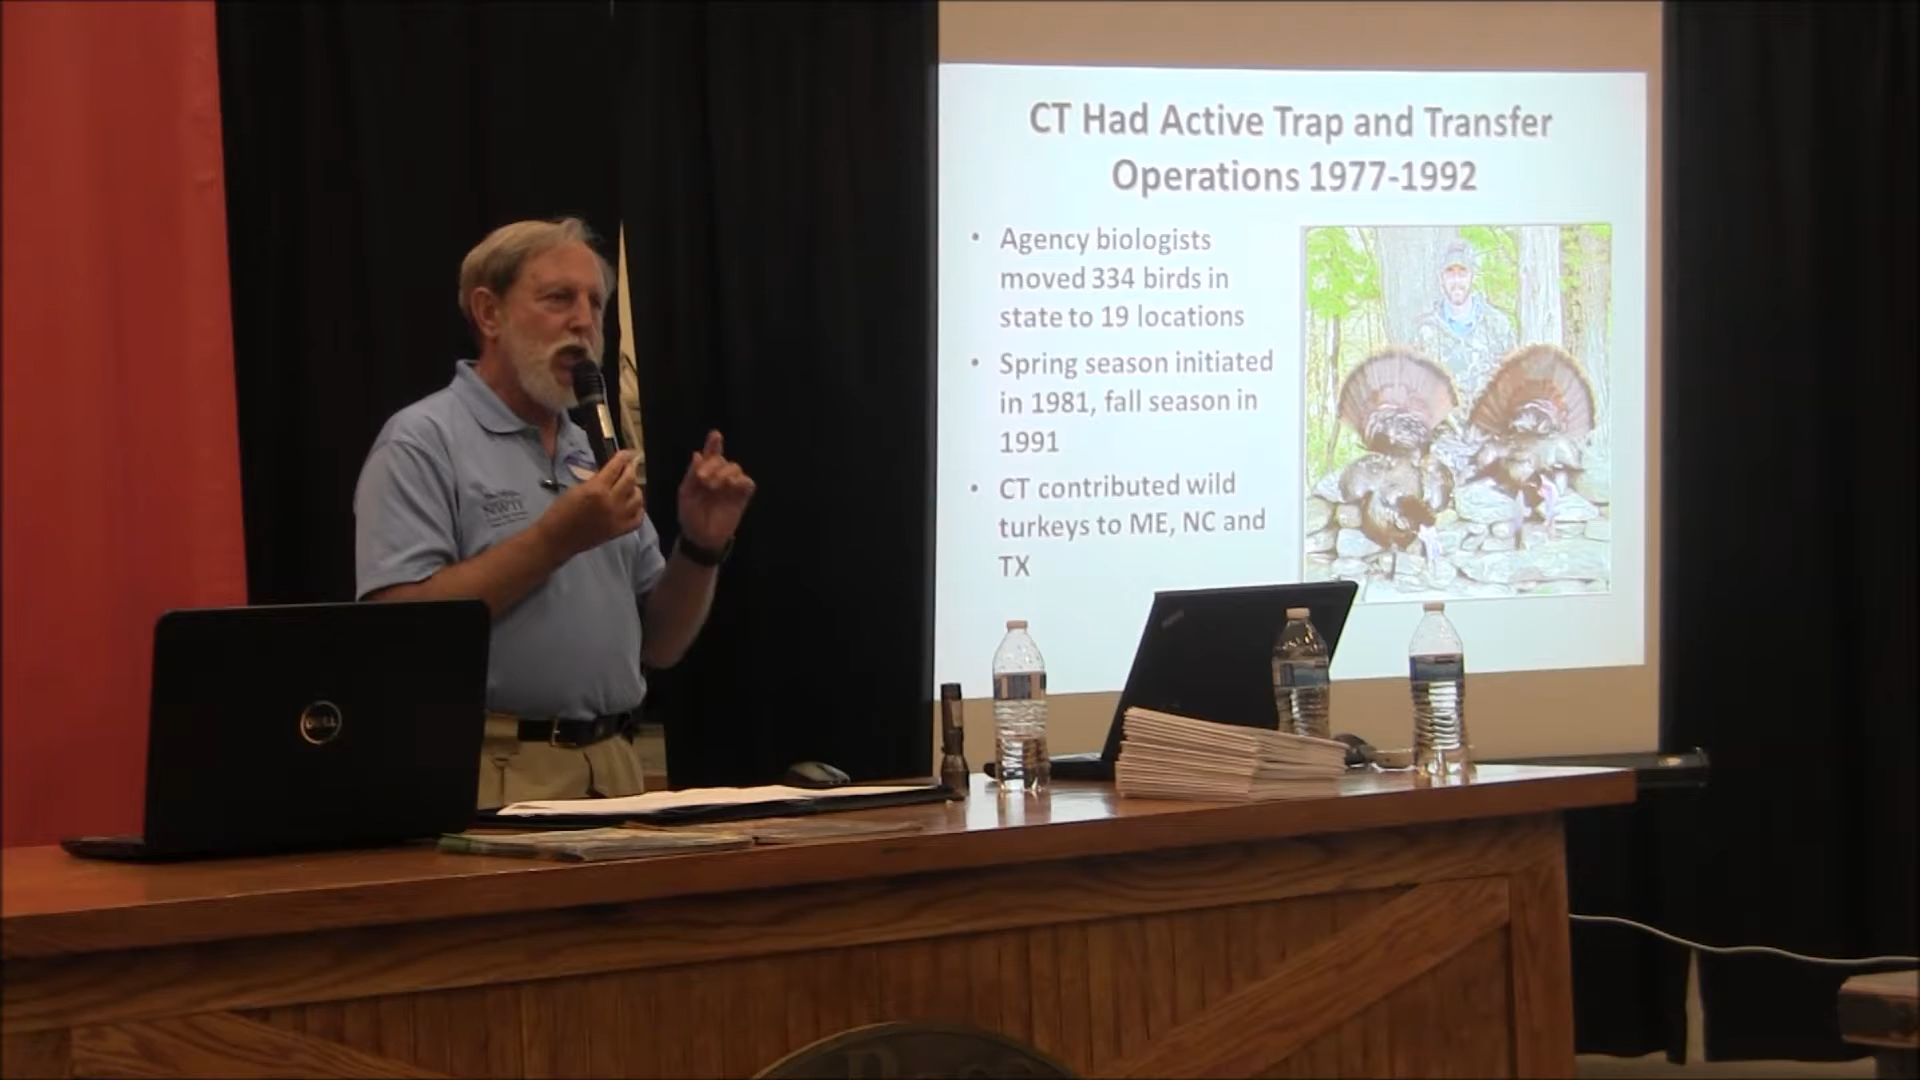 CT Had Active Trap and Transfer
Operations 1977-1992
• Agency biologists
moved 334 birds in
state to 19 locations
• Spring season initiated
in 1981, fall season in
1991
• CT contributed wild
turkeys to ME, NC and
TX
NWTF
DELL